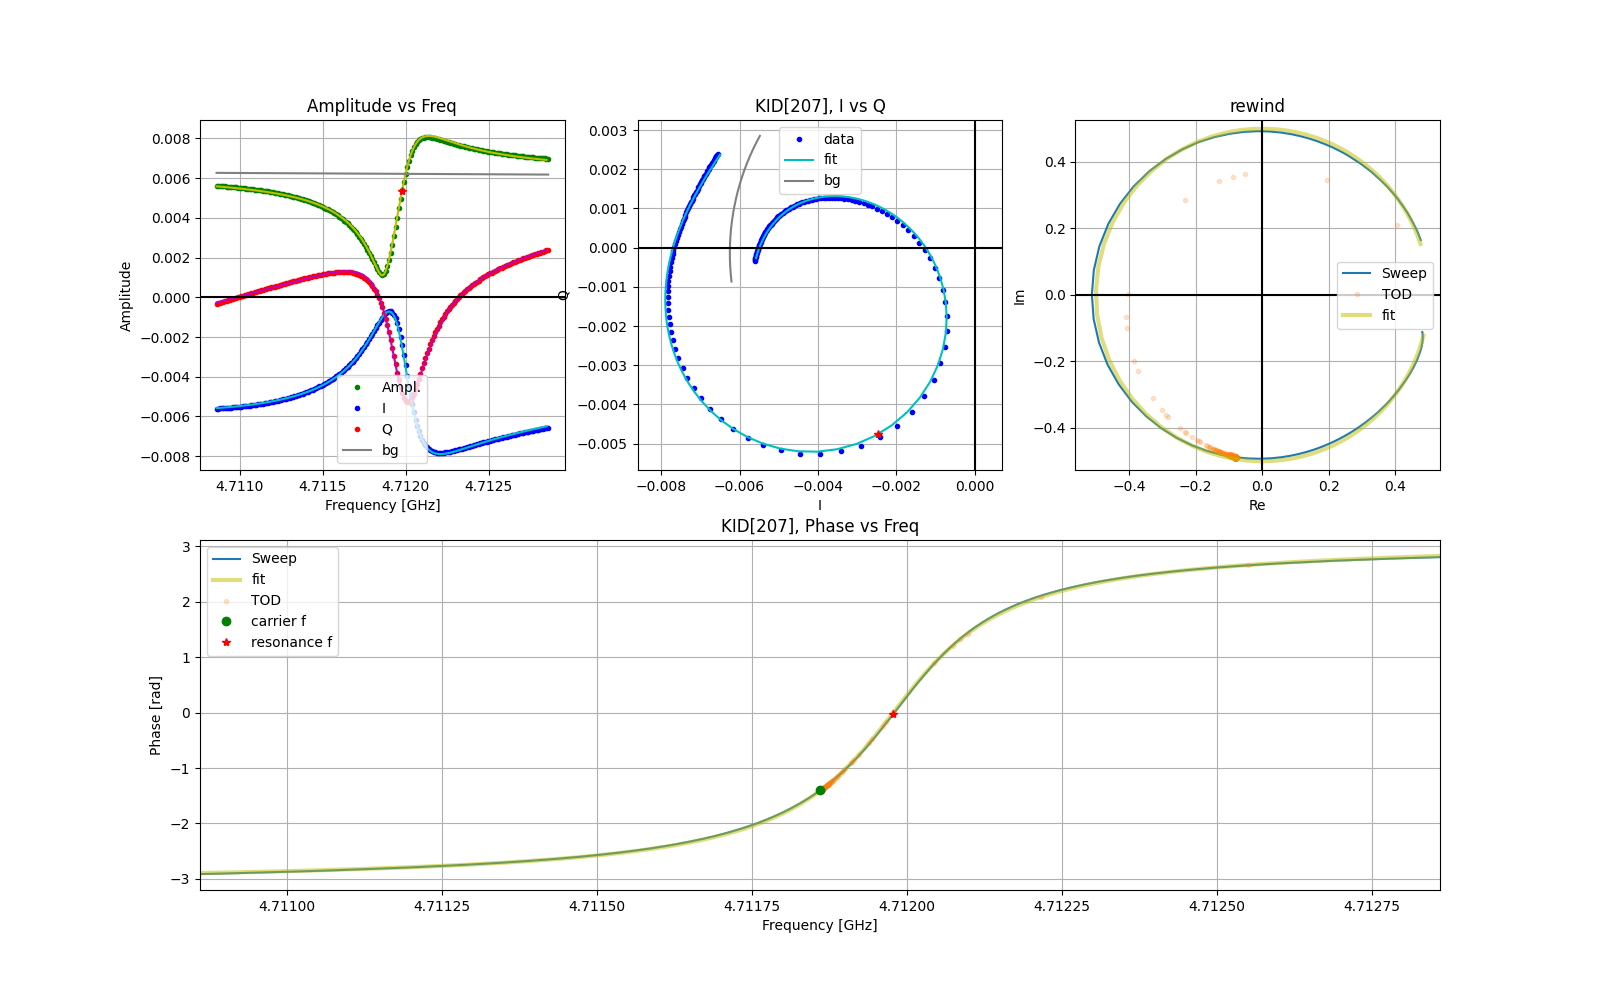 Amplitude vs Freq
0.008
0.006
0.004
0.002
0.000
−0.002
−0.004
−0.006
−0.008
Amplitude
Ampl.
I
Q
bg
4.7110
4.7115
4.7120
4.7125
Frequency [GHz]
KID[207], I vs Q
0.003
0.002
0.001
0.000
−0.001
−0.002
−0.003
−0.004
−0.005
Q
data
fit
bg
−0.008
−0.006
−0.004
−0.002
0.000
I
rewind
0.4
0.2
0.0
−0.2
−0.4
Im
Sweep
TOD
fit
−0.4
−0.2
0.0
0.2
0.4
Re
KID[207], Phase vs Freq
3
2
1
0
−1
−2
−3
Phase [rad]
Sweep
fit
TOD
carrier f
resonance f
4.71100
4.71125
4.71150
4.71175
4.71200
4.71225
4.71250
4.71275
Frequency [GHz]